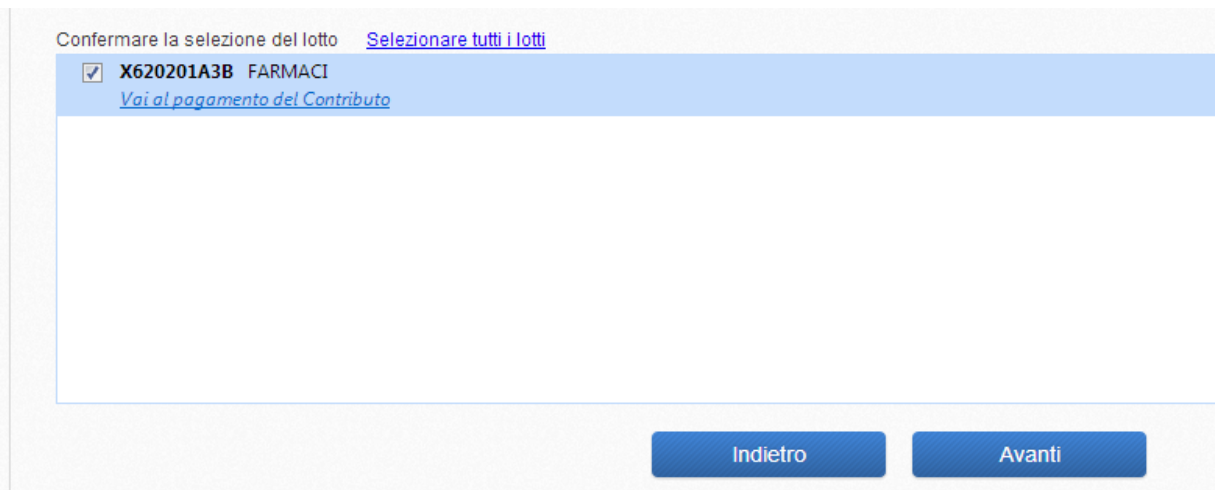 Confermare la selezione del lotto Selezionare tutti i lotti
X620201A3B FARMACI
Vai al pagamento del Contributo
Indietro Avanti